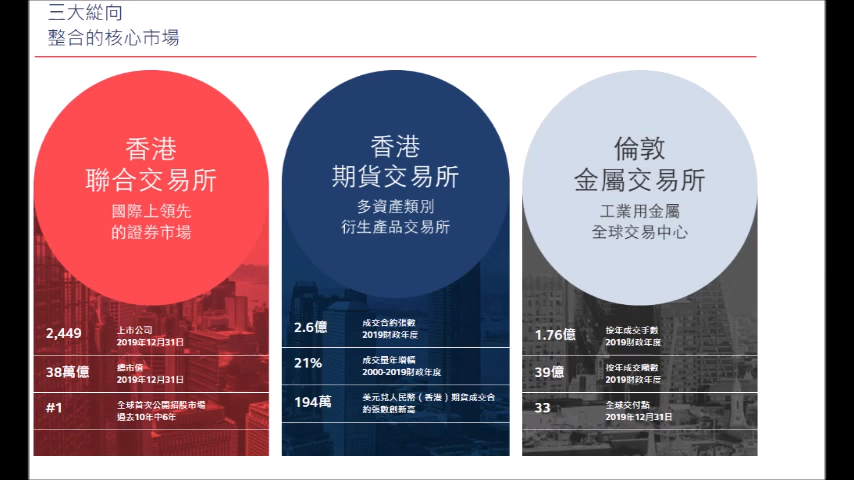 三大縱向
整合的核心市場
香港
聯合交易所
國際上領先
的證券市場
2,449
上市公司
2019年12月31日
38萬億
總市值
2019年12月31日
#1
全球首次公開招股市場
過去10年中6年
香港
期貨交易所
多資產類別
衍生產品交易所
2.6億
成交合約張數
2019財政年度
21%
成交量年增幅
2000-2019財政年度
194萬
美元兌人民幣（香港）期貨成交合
約張數創新高
倫敦
金屬交易所
工業用金屬
全球交易中心
1.76億
按年成交手數
2019財政年度
39億
按年成交噸數
2019財政年度
33
全球交付點
2019年12月31日